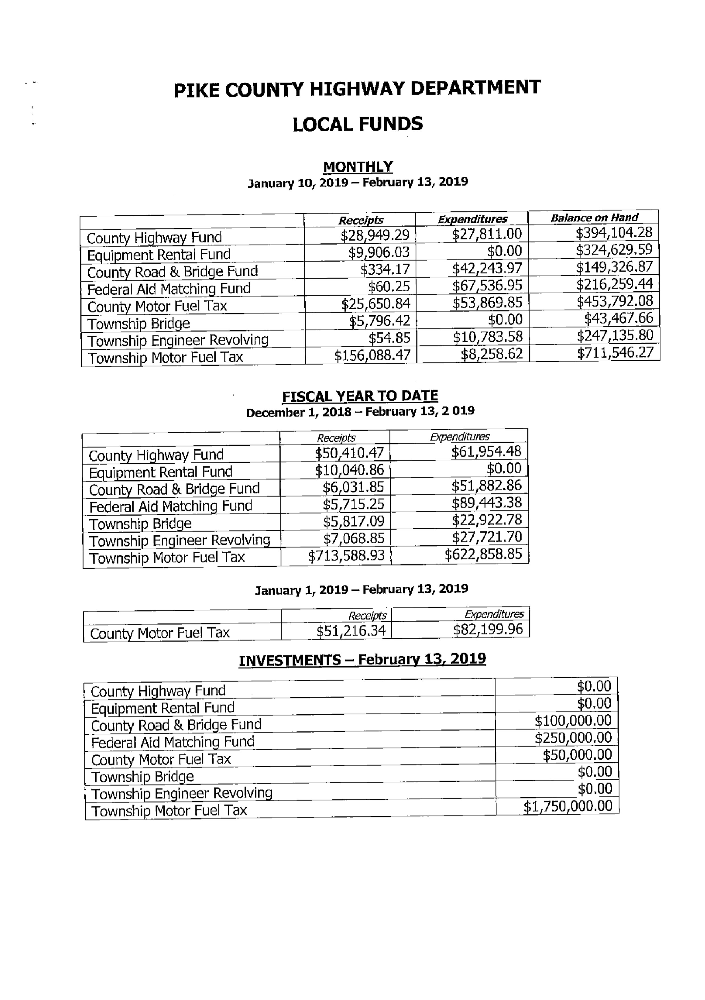 PIKE COUNTY HIGHWAY DEPARTMENT
LOCAL FUNDS
MONTHLY
January 10, 2019 – February 13, 2019
Receipts Expenditures Balance on Hand
County Highway Fund $28,949.29 $27,811.00 $394,104.28
Equipment Rental Fund $9,906.03 $0.00 $324,629.59
County Road & Bridge Fund $334.17 $42,243.97 $149,326.87
Federal Aid Matching Fund $60.25 $67,536.95 $216,259.44
County Motor Fuel Tax $25,650.84 $53,869.85 $453,792.08
Township Bridge $5,796.42 $0.00 $43,467.66
Township Engineer Revolving $54.85 $10,783.58 $247,135.80
Township Motor Fuel Tax $156,088.47 $8,258.62 $711,546.27
FISCAL YEAR TO DATE
December 1, 2018 – February 13, 2 019
Receipts Expenditures
County Highway Fund $50,410.47 $61,954.48
Equipment Rental Fund $10,040.86 $0.00
County Road & Bridge Fund $6,031.85 $51,882.86
Federal Aid Matching Fund $5,715.25 $89,443.38
Township Bridge $5,817.09 $22,922.78
Township Engineer Revolving $7,068.85 $27,721.70
Township Motor Fuel Tax $713,588.93 $622,858.85
January 1, 2019 – February 13, 2019
Receipts Expenditures
County Motor Fuel Tax $51,216.34 $82,199.96
INVESTMENTS – February 13, 2019
County Highway Fund $0.00
Equipment Rental Fund $0.00
County Road & Bridge Fund $100,000.00
Federal Aid Matching Fund $250,000.00
County Motor Fuel Tax $50,000.00
Township Bridge $0.00
Township Engineer Revolving $0.00
Township Motor Fuel Tax $1,750,000.00